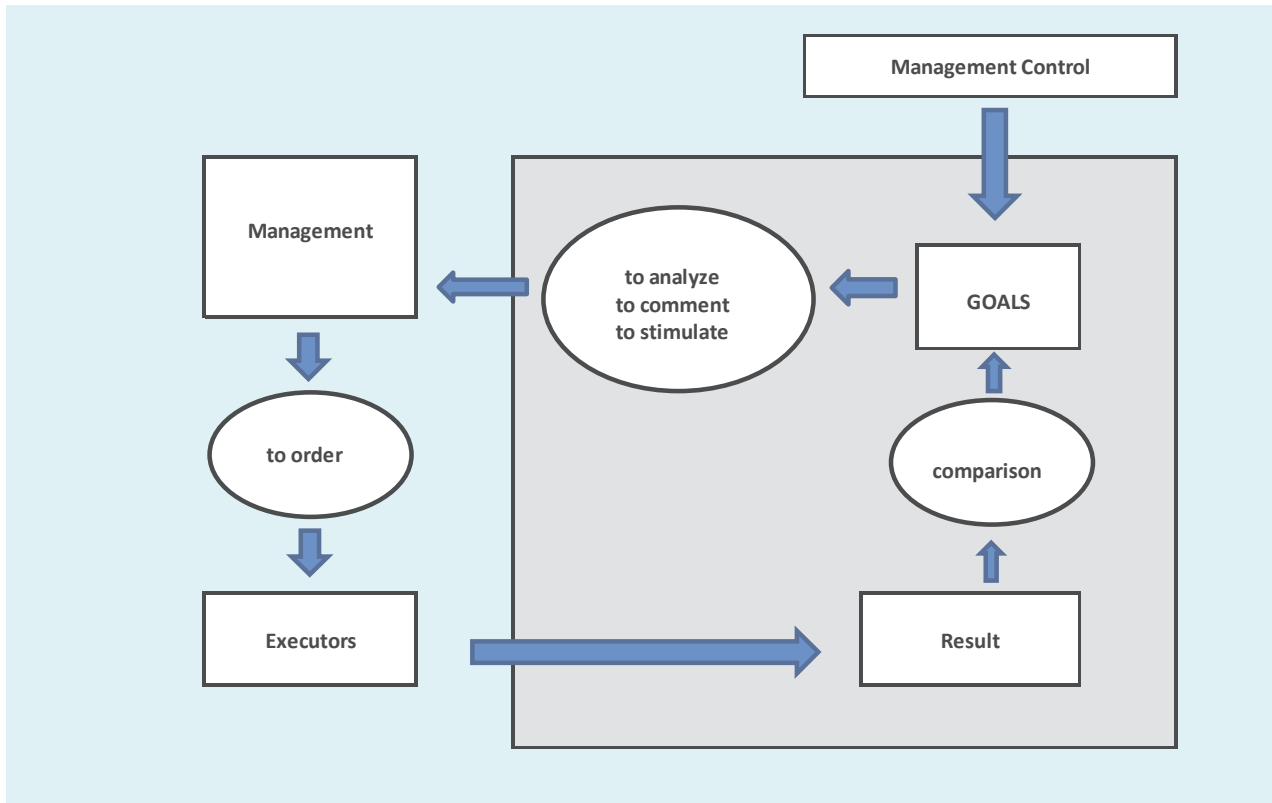 Management Control
Management
to analyze
to comment
to stimulate
GOALS
to order
comparison
Executors
Result